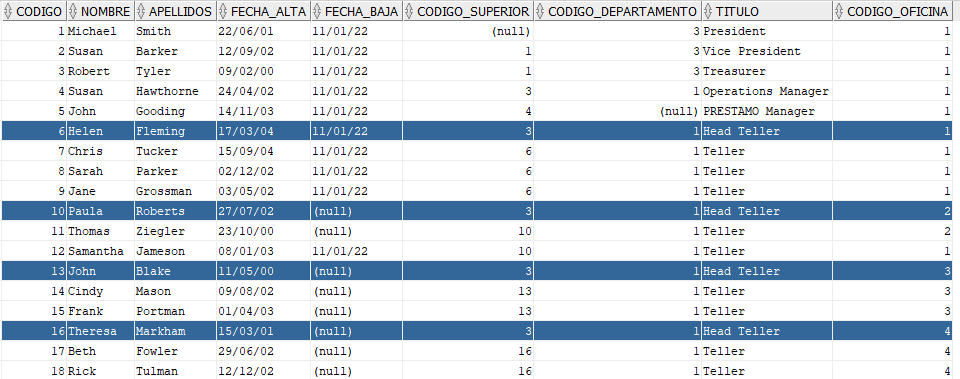 CODIGO NOMBRE APELLIDOS FECHA_ALTA FECHA_BAJA CODIGO_SUPERIOR CODIGO_DEPARTAMENTO TITULO CODIGO_OFICINA
1 Michael Smith 22/06/01 11/01/22 (null) 3 President 1
2 Susan Barker 12/09/02 11/01/22 1 3 Vice President 1
3 Robert Tyler 09/02/00 11/01/22 1 3 Treasurer 1
4 Susan Hawthorne 24/04/02 11/01/22 3 1 Operations Manager 1
5 John Gooding 14/11/03 11/01/22 4 (null) PRESTAMO Manager 1
6 Helen Fleming 17/03/04 11/01/22 3 1 Head Teller 1
7 Chris Tucker 15/09/04 11/01/22 6 1 Teller 1
8 Sarah Parker 02/12/02 11/01/22 6 1 Teller 1
9 Jane Grossman 03/05/02 11/01/22 6 1 Teller 1
10 Paula Roberts 27/07/02 (null) 3 1 Head Teller 2
11 Thomas Ziegler 23/10/00 (null) 10 1 Teller 2
12 Samantha Jameson 08/01/03 11/01/22 10 1 Teller 1
13 John Blake 11/05/00 (null) 3 1 Head Teller 3
14 Cindy Mason 09/08/02 (null) 13 1 Teller 3
15 Frank Portman 01/04/03 (null) 13 1 Teller 3
16 Theresa Markham 15/03/01 (null) 3 1 Head Teller 4
17 Beth Fowler 29/06/02 (null) 16 1 Teller 4
18 Rick Tulman 12/12/02 (null) 16 1 Teller 4